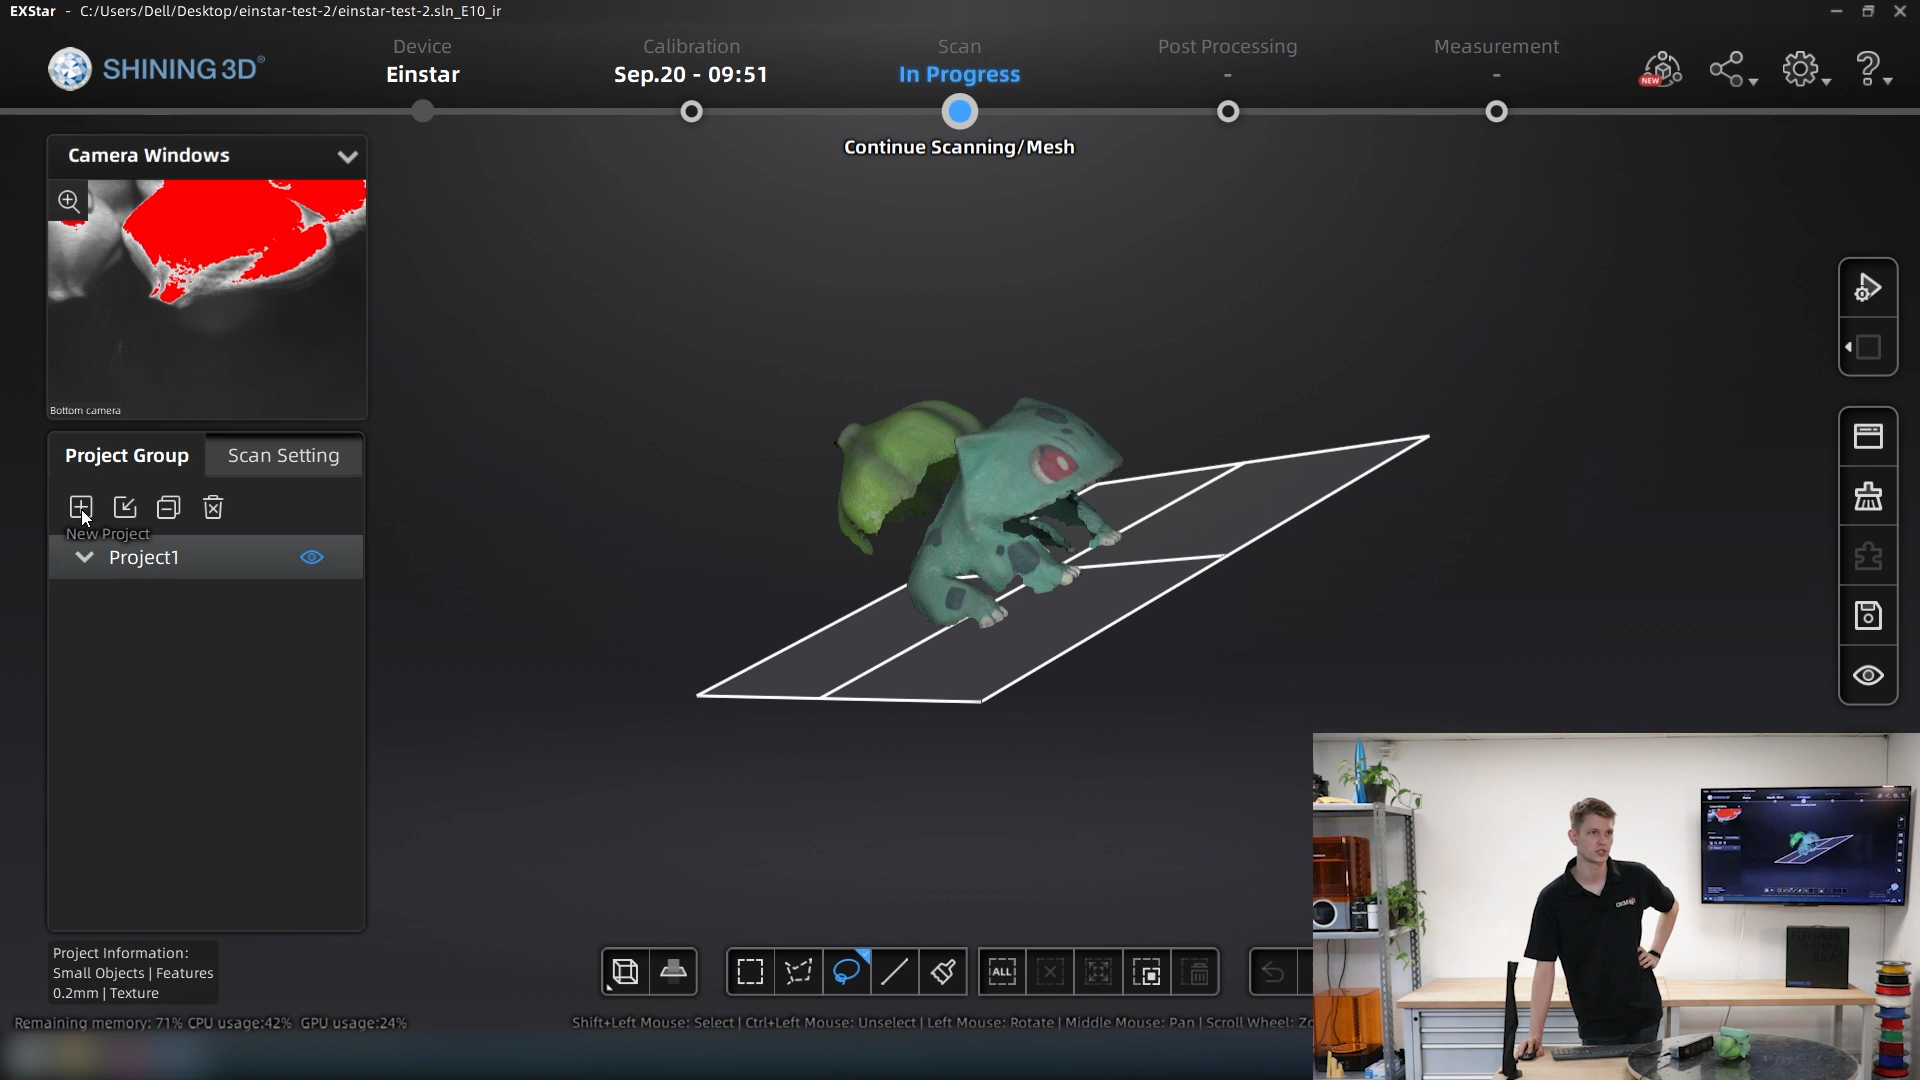 EXStar - C:/Users/Dell/Desktop/einstar-test-2/einstar-test-2.sln_E10_ir
SHINING 3D®
Device
Einstar
Calibration
Sep.20 - 09:51
Scan
In Progress
Post Processing
-
Measurement
-
NEW
Continue Scanning/Mesh
Camera Windows
Bottom camera
Project Group
Scan Setting
New Project
Project1
Project Information:
Small Objects | Features
0.2mm | Texture
ALL
Remaining memory: 71% CPU usage:42% GPU usage:24%
Shift+Left Mouse: Select | Ctrl+Left Mouse: Unselect | Left Mouse: Rotate | Middle Mouse: Pan | Scroll Wheel: Zo
SHINING 3D